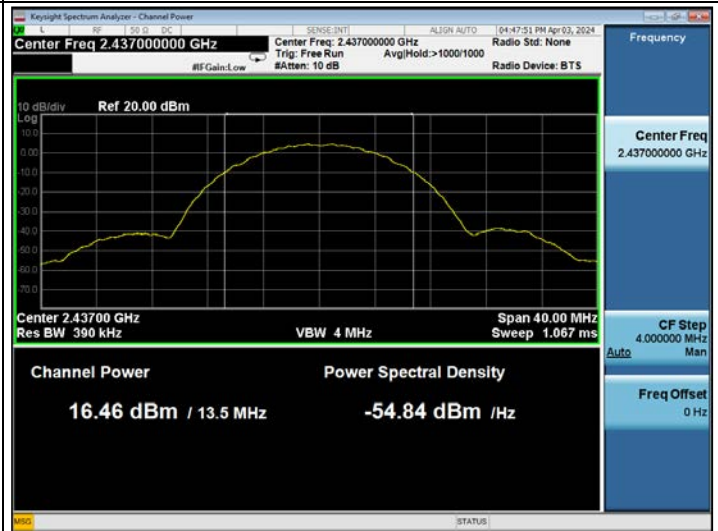 Keysight Spectrum Analyzer - Channel Power
L RF 50 Ω DC SENSE:INT ALIGN AUTO 04:47:51 PM Apr 03, 2024
Center Freq 2.437000000 GHz
Center Freq: 2.437000000 GHz
Radio Std: None
Trig: Free Run Avg|Hold:>1000/1000
#IFGain:Low
#Atten: 10 dB
Radio Device: BTS
Frequency
10 dB/div Ref 20.00 dBm
Log
10.0
0.00
-10.0
-20.0
-30.0
-40.0
-50.0
-60.0
-70.0
Center 2.43700 GHz Span 40.00 MHz
Res BW 390 kHz VBW 4 MHz Sweep 1.067 ms
Center Freq
2.437000000 GHz
CF Step
4.000000 MHz
Auto Man
Freq Offset
0 Hz
Channel Power Power Spectral Density
16.46 dBm / 13.5 MHz -54.84 dBm /Hz
MSG STATUS